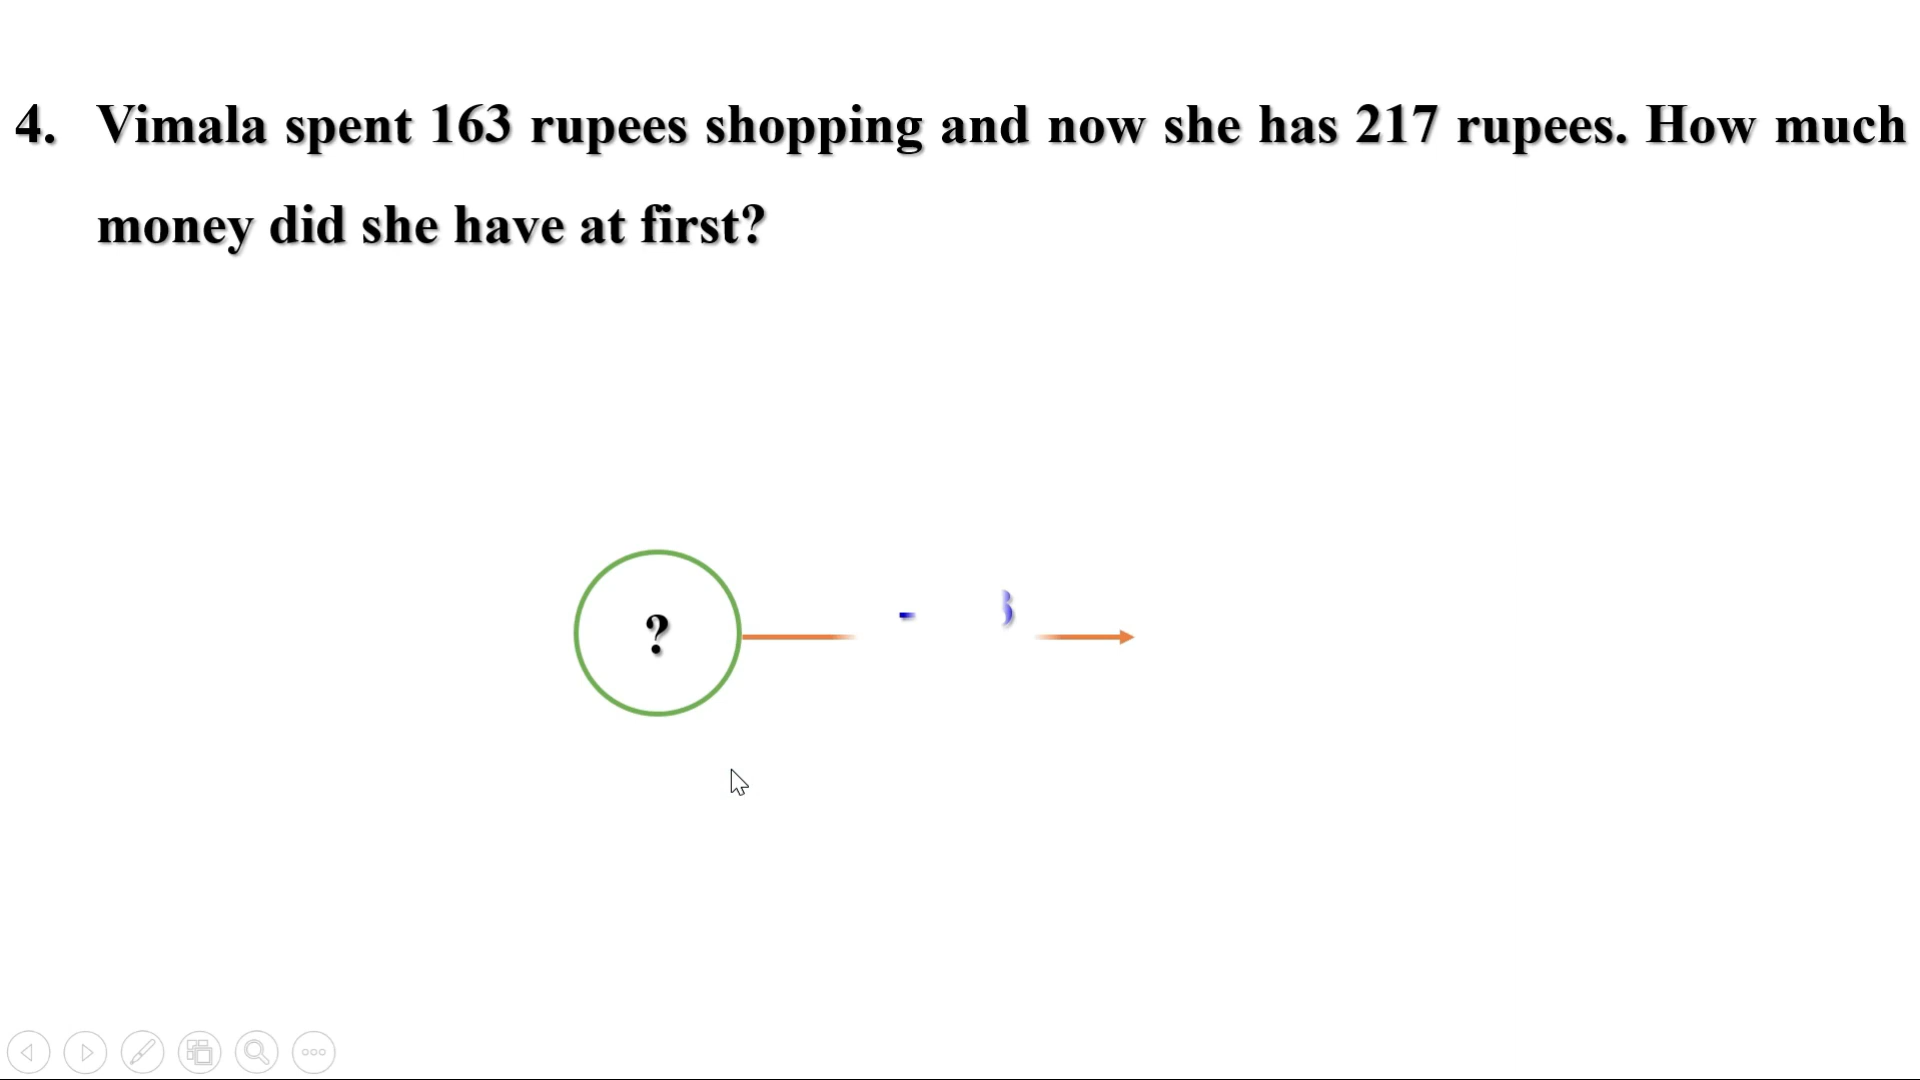 4. Vimala spent 163 rupees shopping and now she has 217 rupees. How much
money did she have at first?
?
-